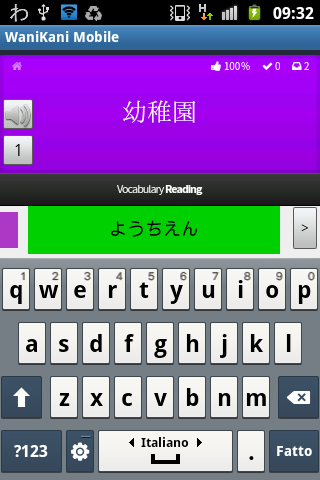 わ H 09:32
WaniKani Mobile
100% 0 2
幼稚園
1
Vocabulary Reading
ようちえん >
1 2 3 4 5 6 7 8 9 0
q w e r t y u i o p
a s d f g h j k l
z x c v b n m
?123 Italiano . Fatto